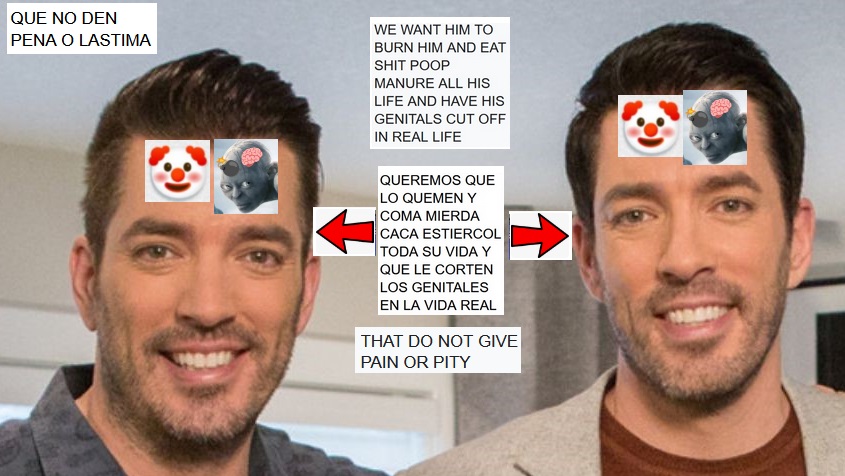 QUE NO DEN
PENA O LASTIMA
WE WANT HIM TO
BURN HIM AND EAT
SHIT POOP
MANURE ALL HIS
LIFE AND HAVE HIS
GENITALS CUT OFF
IN REAL LIFE
QUEREMOS QUE
LO QUEMEN Y
COMA MIERDA
CACA ESTIERCOL
TODA SU VIDA Y
QUE LE CORTEN
LOS GENITALES
EN LA VIDA REAL
THAT DO NOT GIVE
PAIN OR PITY